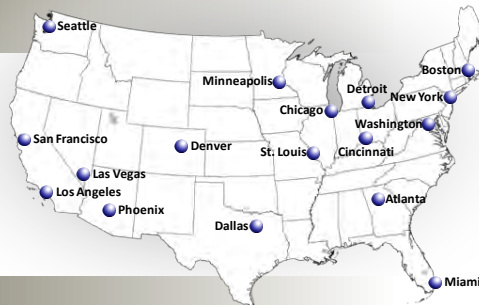 Seattle
Minneapolis
Boston
Detroit
Chicago
New York
Washington
San Francisco
Denver
St. Louis
Cincinnati
Las Vegas
Los Angeles
Atlanta
Phoenix
Dallas
Miami